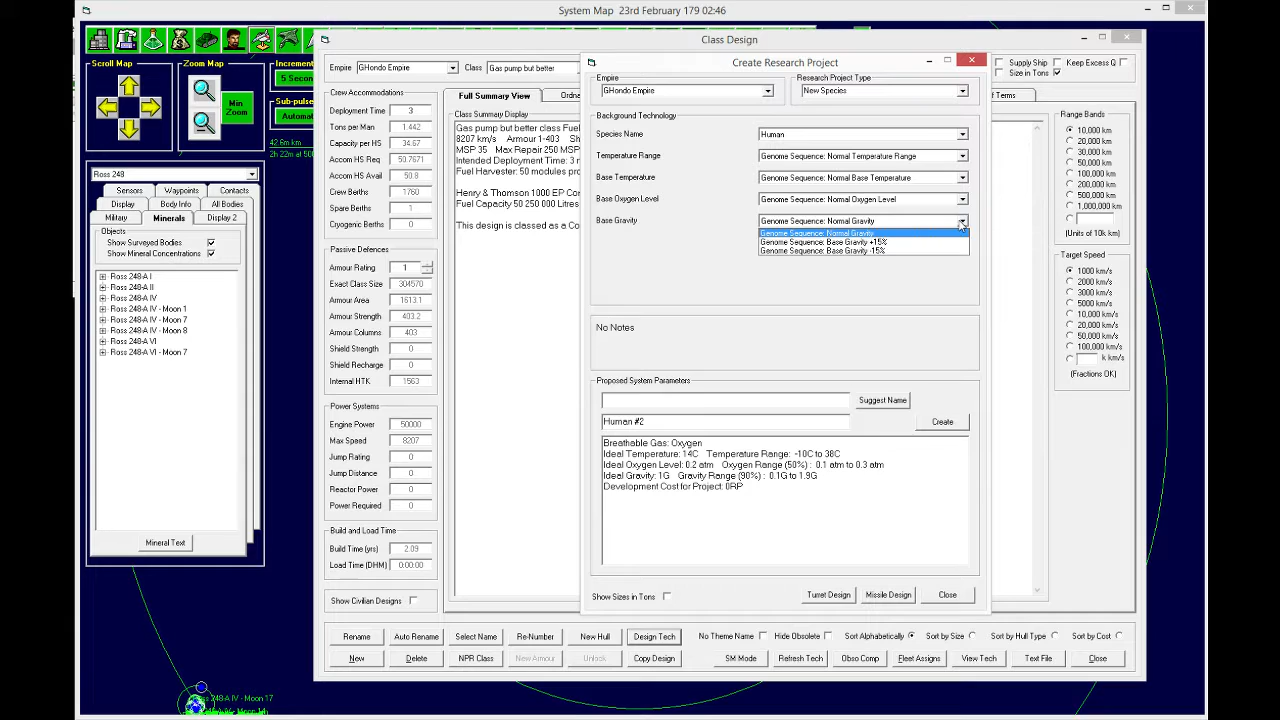 System Map 23rd February 179 02:46
Class Design
Create Research Project
Scroll Map
Zoom Map
Min Zoom
5 Secon
Sub-pulse
Automat
42.6m km
Ross 248
Sensors Waypoints Contacts
Display Body Info All Bodies
Military Minerals Display 2
Objects
Show Surveyed Bodies
Show Mineral Concentrations
Ross 248-A I
Ross 248-A II
Ross 248-A IV
Ross 248-A IV - Moon 1
Ross 248-A IV - Moon 7
Ross 248-A IV - Moon 8
Ross 248-A VI
Ross 248-A VI - Moon 7
Mineral Text
Empire GHondo Empire Class Gas pump but better
Supply Ship Keep Excess Q
Size in Tons
Crew Accommodations
Deployment Time 3
Tons per Man 1.442
Capacity per HS 34.67
Accom HS Req 50.7671
Accom HS Avail 50.8
Crew Berths 1760
Spare Berths 1
Cryogenic Berths 0
Passive Defences
Armour Rating 1
Exact Class Size 304570
Armour Area 1613.1
Armour Strength 403.2
Armour Columns 403
Shield Strength 0
Shield Recharge 0
Internal HTK 1563
Power Systems
Engine Power 50000
Max Speed 8207
Jump Rating 0
Jump Distance 0
Reactor Power 0
Power Required 0
Build and Load Time
Build Time (yrs) 2.09
Load Time (DHM) 0:00:00
Show Civilian Designs
Full Summary View
of Terms
Class Summary Display
Gas pump but better class Fuel
8207 km/s Armour 1-403
MSP 35 Max Repair 250 MSP
Intended Deployment Time: 3 m
Fuel Harvester: modules pro
Henry & Thomson 1000 EP Com
Fuel Capacity 50 250 000 Litres
This design is classed as a Co
Empire
GHondo Empire
Research Project Type
New Species
Background Technology
Species Name Human
Temperature Range Genome Sequence: Normal Temperature Range
Base Temperature Genome Sequence: Normal Base Temperature
Base Oxygen Level Genome Sequence: Normal Oxygen Level
Base Gravity Genome Sequence: Normal Gravity
Genome Sequence: Normal Gravity
Genome Sequence: Base Gravity +15%
Genome Sequence: Base Gravity -15%
No Notes
Proposed System Parameters
Suggest Name
Human #2
Create
Breathable Gas: Oxygen
Ideal Temperature: 14C Temperature Range: -10C to 38C
Ideal Oxygen Level: 0.2 atm Oxygen Range (50%) : 0.1 atm to 0.3 atm
Ideal Gravity: 1G Gravity Range (90%) : 0.1G to 1.9G
Development Cost for Project: 0RP
Show Sizes in Tons
Turret Design Missile Design Close
Range Bands
10,000 km
20,000 km
30,000 km
50,000 km
100,000 km
200,000 km
500,000 km
1,000,000 km
(Units of 10k km)
Target Speed
1000 km/s
2000 km/s
3000 km/s
5000 km/s
10,000 km/s
20,000 km/s
50,000 km/s
100,000 km/s
k km/s
(Fractions OK)
Rename Auto Rename Select Name Re-Number New Hull Design Tech No Theme Name Hide Obsolete Sort Alphabetically Sort by Size Sort by Hull Type Sort by Cost
New Delete NPR Class New Armour Unlock Copy Design SM Mode Refresh Tech Obso Comp Fleet Assigns View Tech Text File Close
Ross 248-A IV - Moon 17